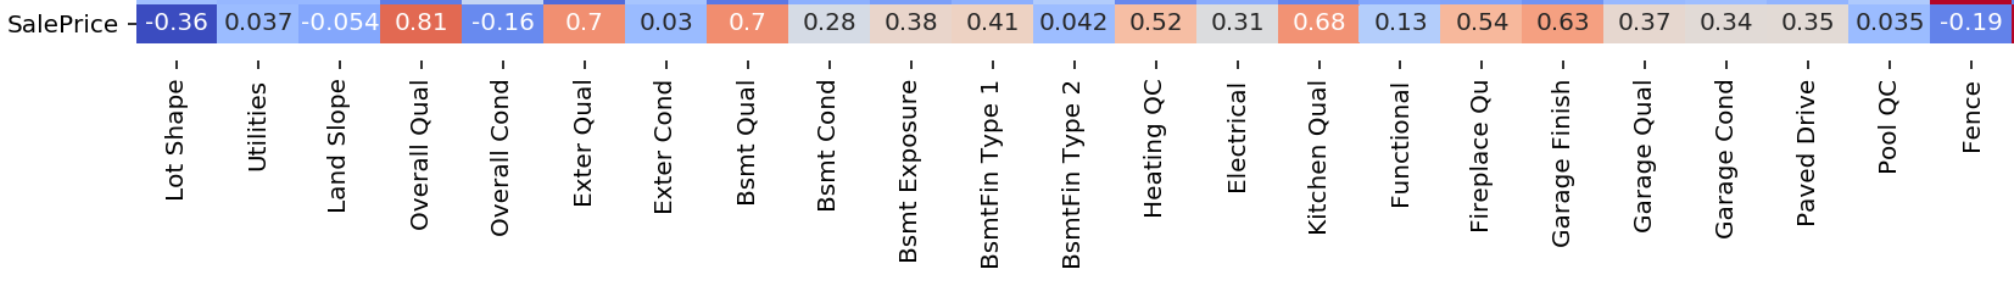 SalePrice -0.36 0.037 -0.054 0.81 -0.16 0.7 0.03 0.7 0.28 0.38 0.41 0.042 0.52 0.31 0.68 0.13 0.54 0.63 0.37 0.34 0.35 0.035 -0.19
Lot Shape
Utilities
Land Slope
Overall Qual
Overall Cond
Exter Qual
Exter Cond
Bsmt Qual
Bsmt Cond
Bsmt Exposure
BsmtFin Type 1
BsmtFin Type 2
Heating QC
Electrical
Kitchen Qual
Functional
Fireplace Qu
Garage Finish
Garage Qual
Garage Cond
Paved Drive
Pool QC
Fence